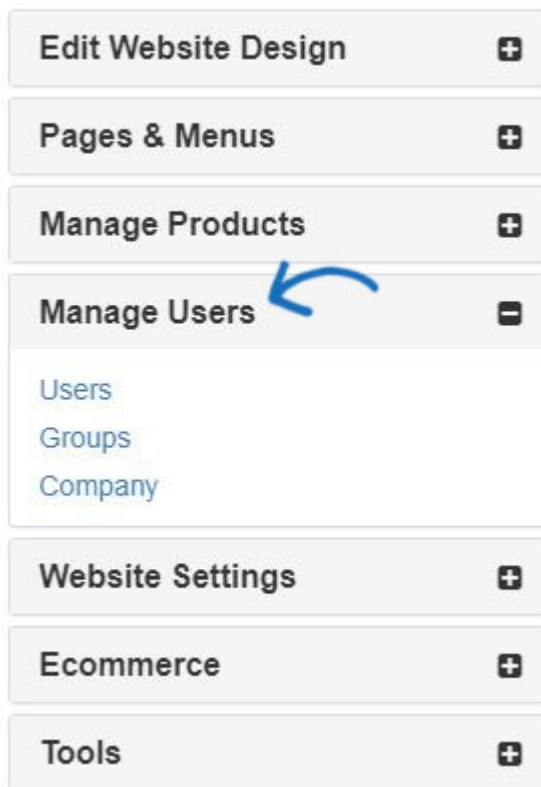 Edit Website Design
Pages & Menus
Manage Products
Manage Users
Users
Groups
Company
Website Settings
Ecommerce
Tools